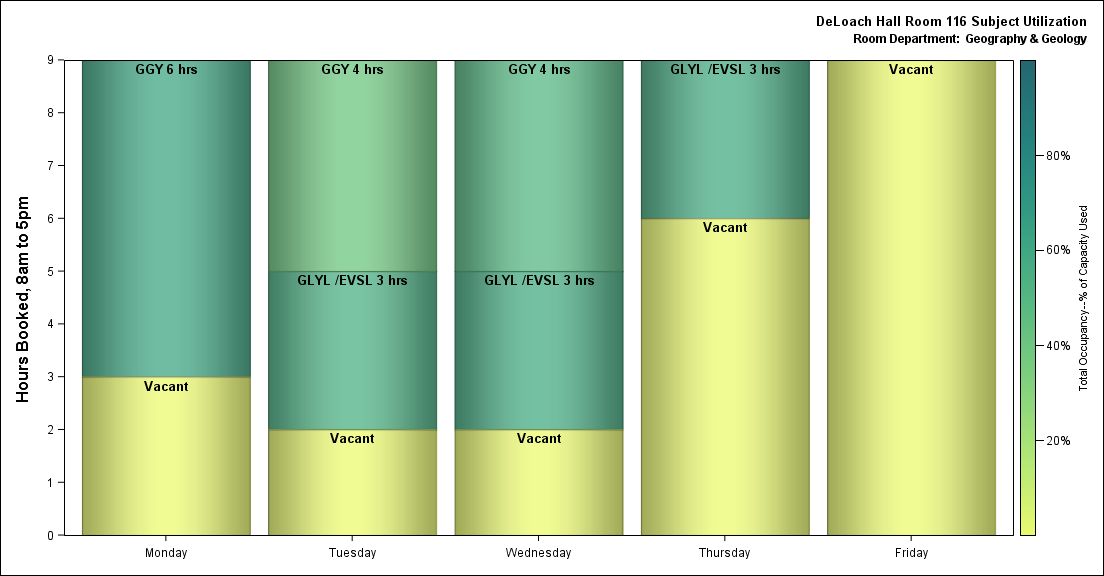 DeLoach Hall Room 116 Subject Utilization
Room Department: Geography & Geology
Hours Booked, 8am to 5pm
9
8
7
6
5
4
3
2
1
0
GGY 6 hrs
Vacant
GGY 4 hrs
GLYL /EVSL 3 hrs
Vacant
GGY 4 hrs
GLYL /EVSL 3 hrs
Vacant
GLYL /EVSL 3 hrs
Vacant
Vacant
Monday
Tuesday
Wednesday
Thursday
Friday
80%
60%
40%
20%
Total Occupancy--% of Capacity Used